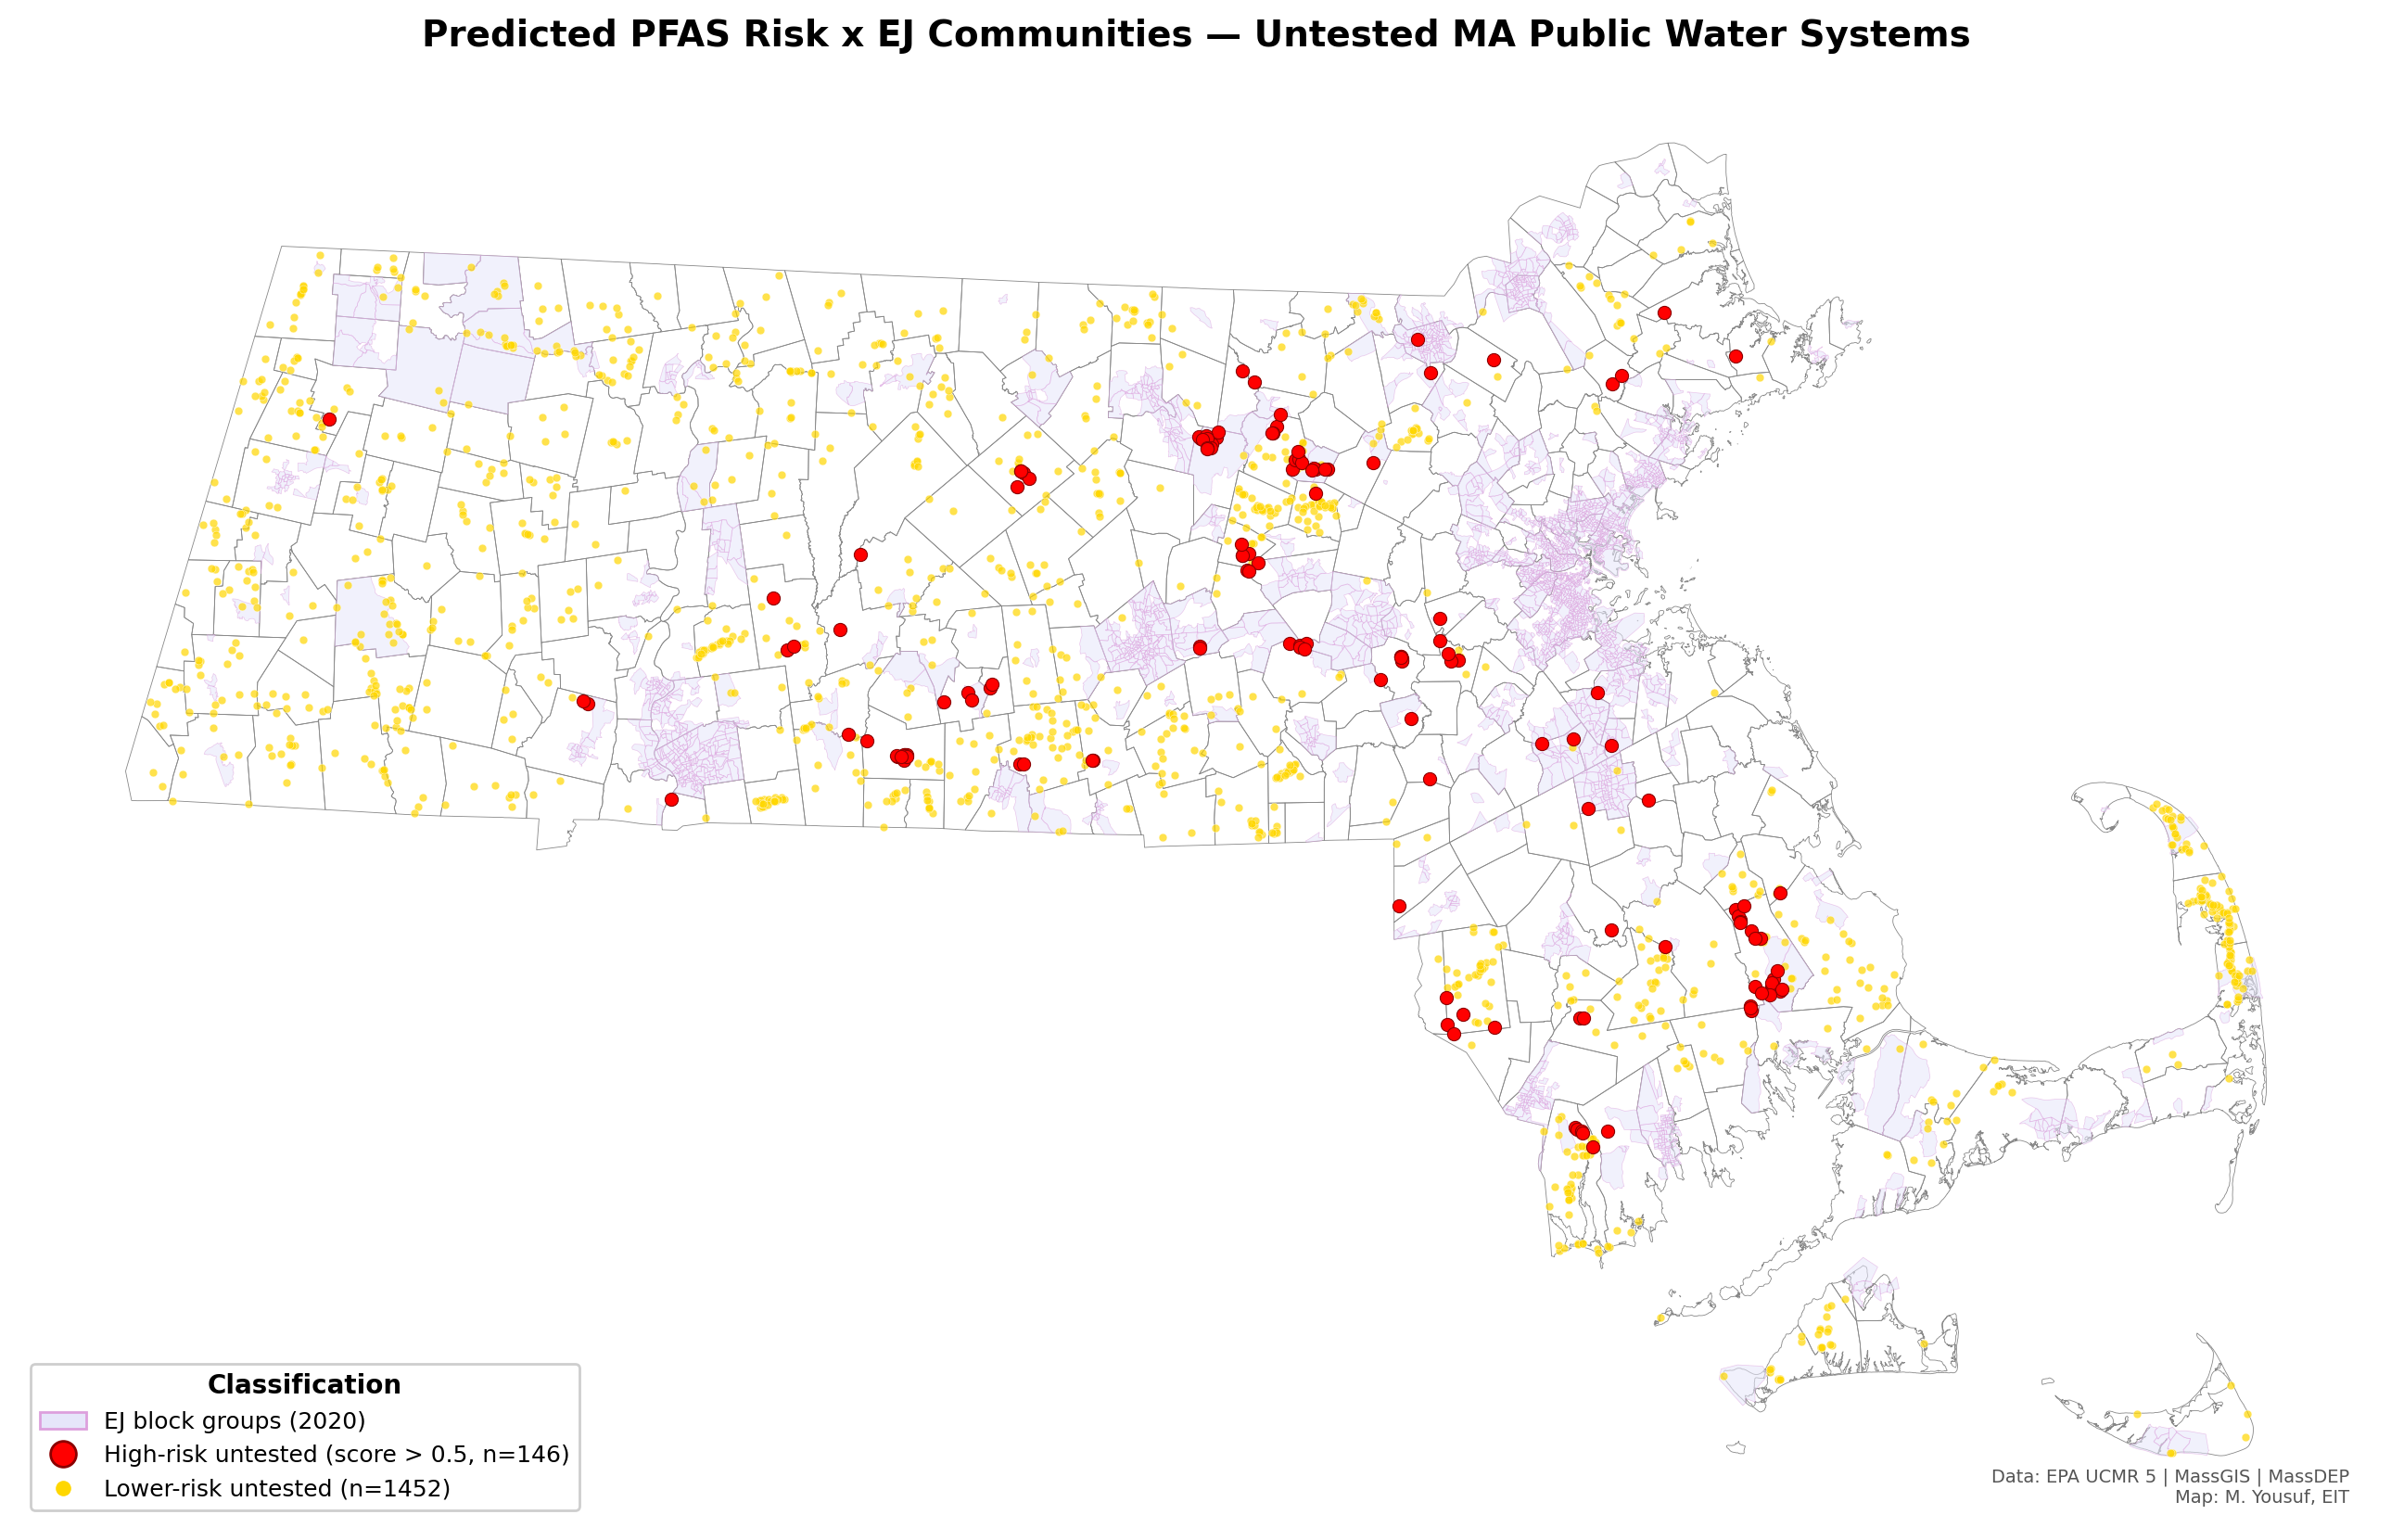 Predicted PFAS Risk x EJ Communities — Untested MA Public Water Systems
Classification
EJ block groups (2020)
High-risk untested (score > 0.5, n=146)
Lower-risk untested (n=1452)
Data: EPA UCMR 5 | MassGIS | MassDEP
Map: M. Yousuf, EIT